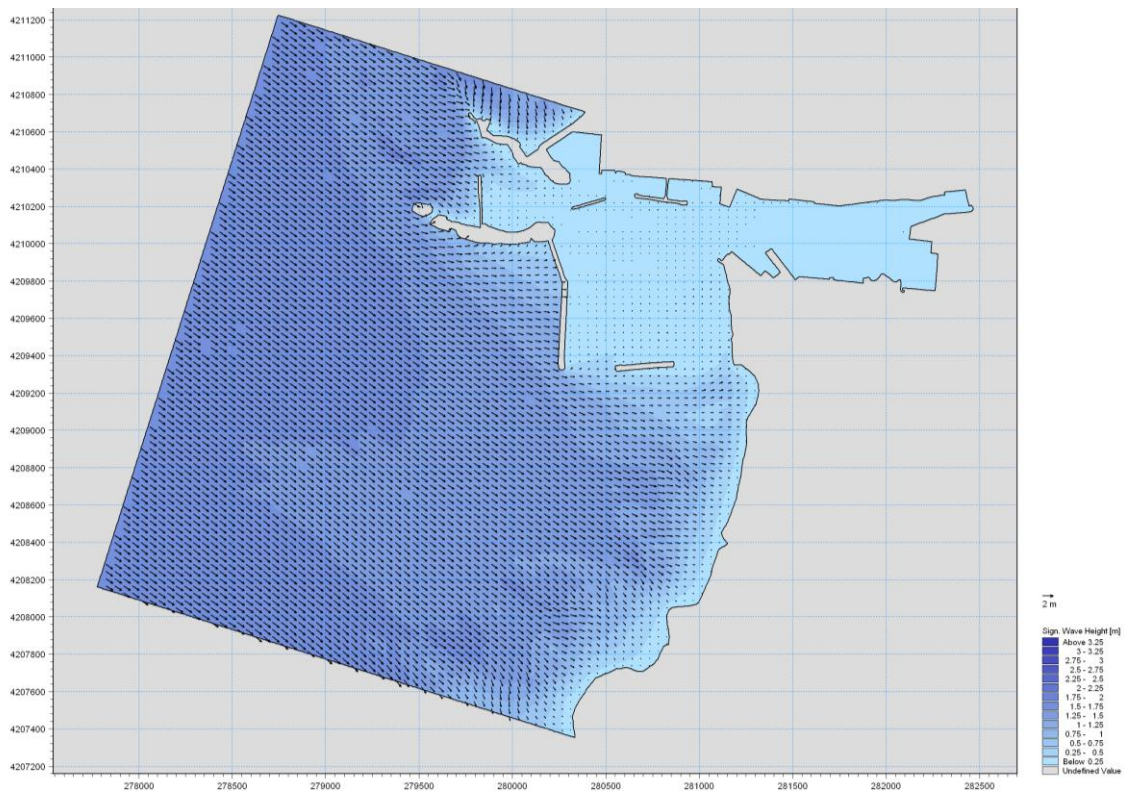 4211200
4211000
4210800
4210600
4210400
4210200
4210000
4209800
4209600
4209400
4209200
4209000
4208800
4208600
4208400
4208200
4208000
4207800
4207600
4207400
4207200
278000 278500 279000 279500 280000 280500 281000 281500 282000 282500
2 m
Sign. Wave Height [m]
Above 3.25
3 - 3.25
2.75 - 3
2.5 - 2.75
2.25 - 2.5
2 - 2.25
1.75 - 2
1.5 - 1.75
1.25 - 1.5
1 - 1.25
0.75 - 1
0.5 - 0.75
0.25 - 0.5
Below 0.25
Undefined Value